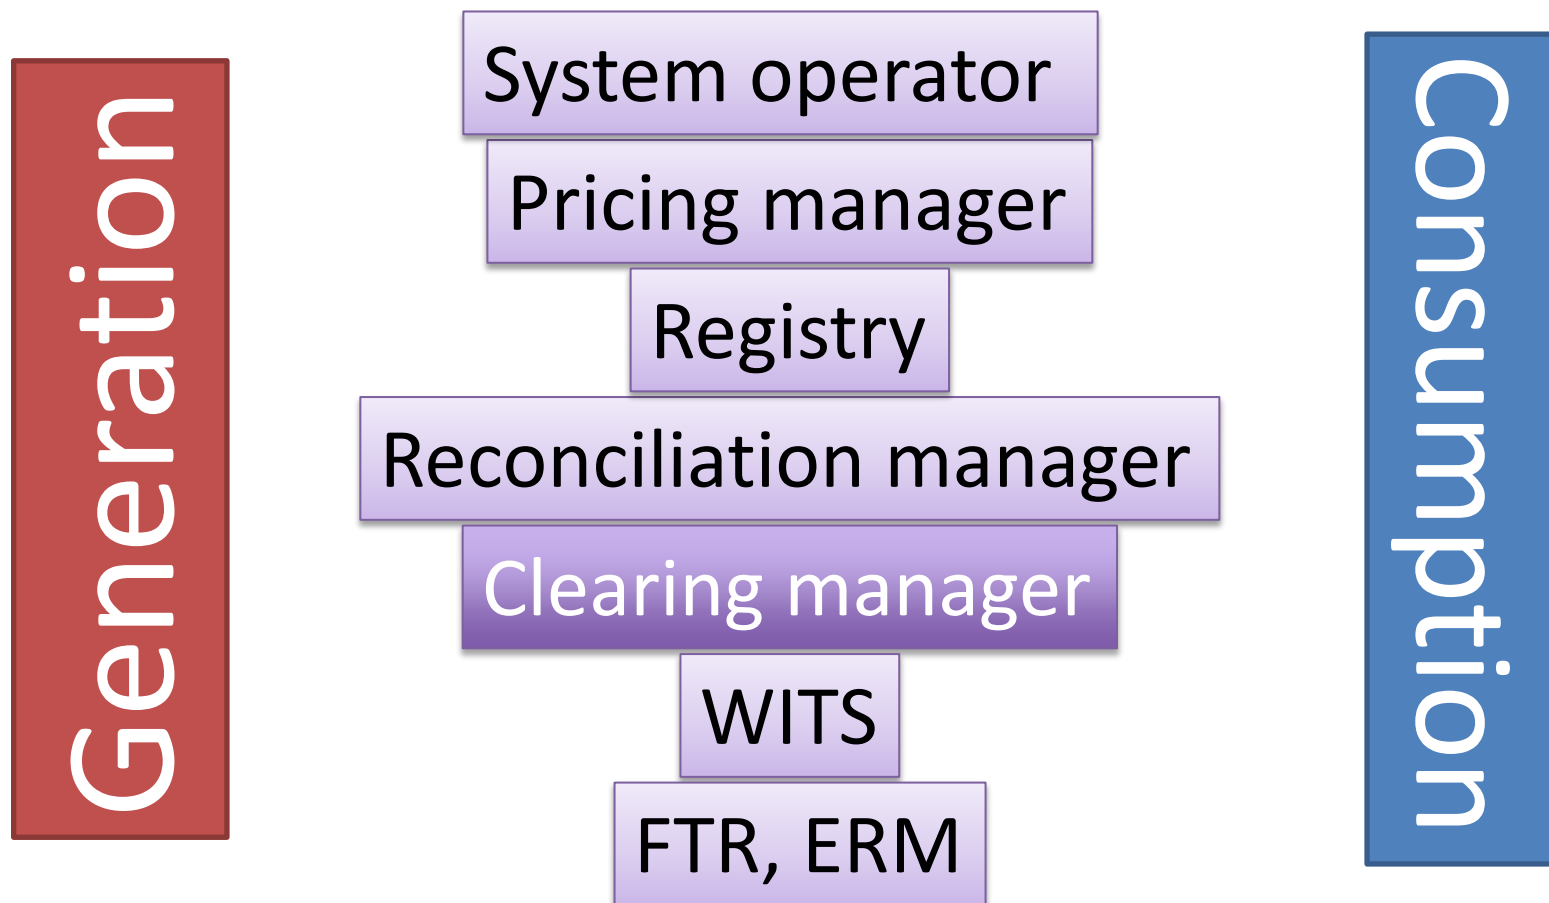 Generation
System operator
Pricing manager
Registry
Reconciliation manager
Clearing manager
WITS
FTR, ERM
Consumption